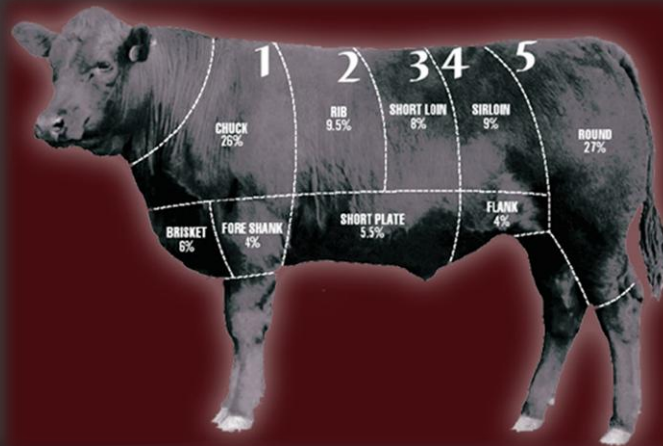 1
2
3
4
5
CHUCK
26%
RIB
9.5%
SHORT LOIN
8%
SIRLOIN
9%
ROUND
27%
BRISKET
6%
FORE SHANK
4%
SHORT PLATE
5.5%
FLANK
4%